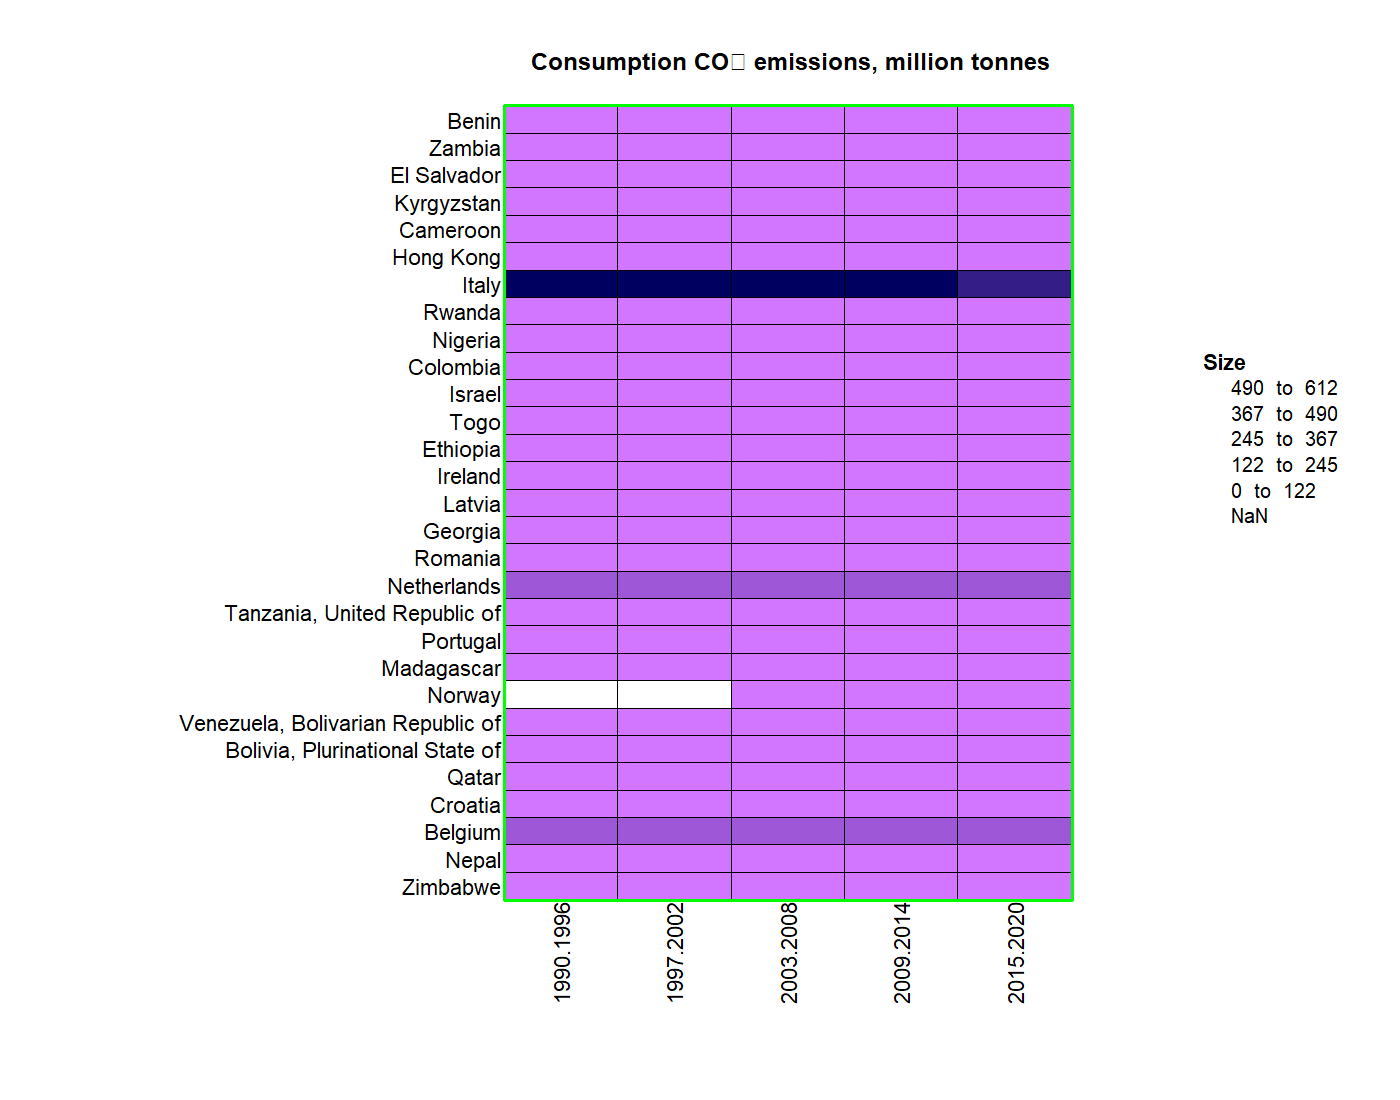 Consumption CO□ emissions, million tonnes
Benin
Zambia
El Salvador
Kyrgyzstan
Cameroon
Hong Kong
Italy
Rwanda
Nigeria
Colombia
Israel
Togo
Ethiopia
Ireland
Latvia
Georgia
Romania
Netherlands
Tanzania, United Republic of
Portugal
Madagascar
Norway
Venezuela, Bolivarian Republic of
Bolivia, Plurinational State of
Qatar
Croatia
Belgium
Nepal
Zimbabwe
1990.1996
1997.2002
2003.2008
2009.2014
2015.2020
Size
490 to 612
367 to 490
245 to 367
122 to 245
0 to 122
NaN